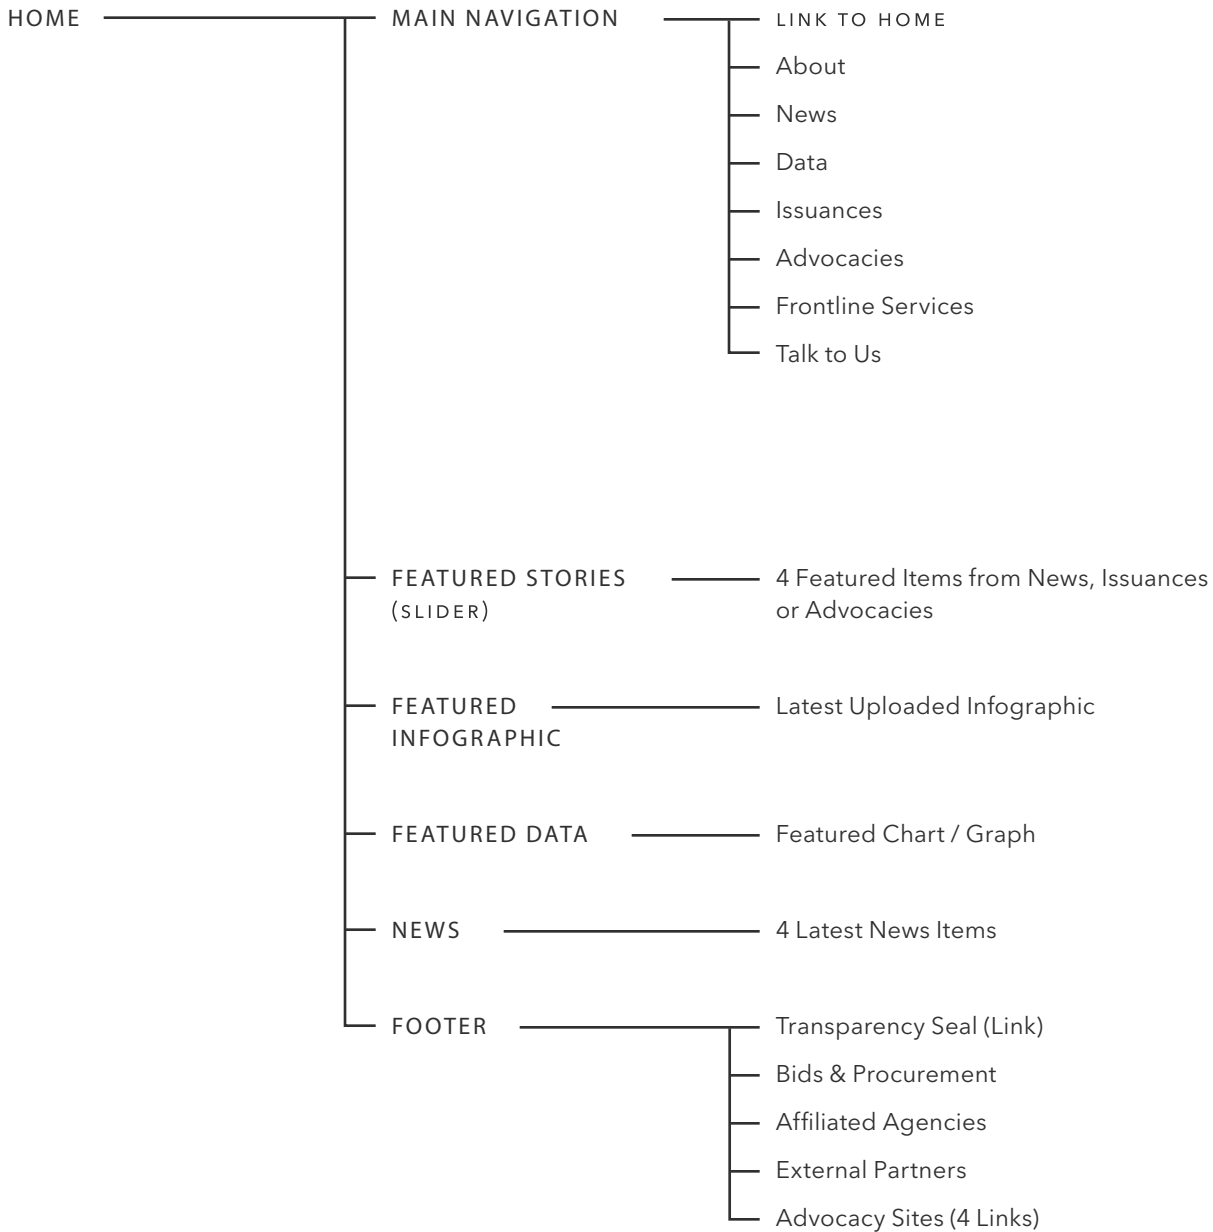 HOME
MAIN NAVIGATION
LINK TO HOME
About
News
Data
Issuances
Advocacies
Frontline Services
Talk to Us
FEATURED STORIES
(SLIDER)
4 Featured Items from News, Issuances
or Advocacies
FEATURED
INFOGRAPHIC
Latest Uploaded Infographic
FEATURED DATA
Featured Chart / Graph
NEWS
4 Latest News Items
FOOTER
Transparency Seal (Link)
Bids & Procurement
Affiliated Agencies
External Partners
Advocacy Sites (4 Links)